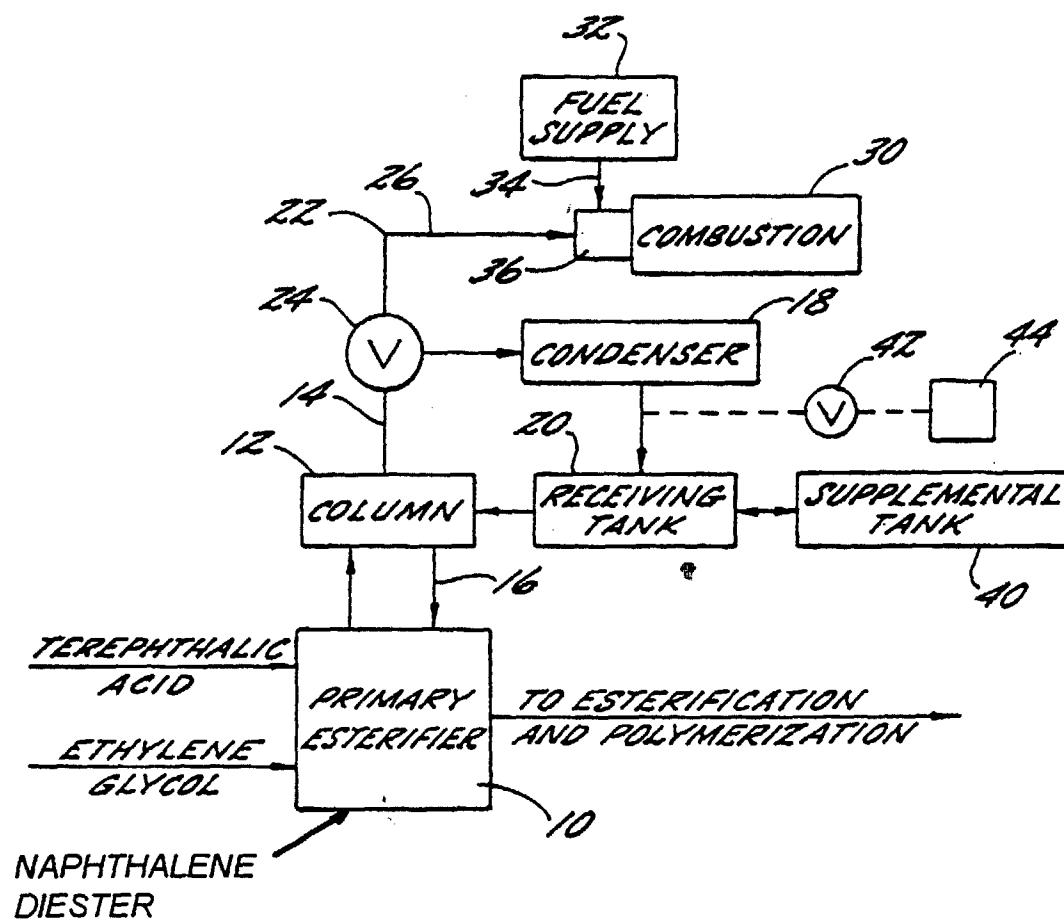 32
FUEL
SUPPLY
34
30
26
22
COMBUSTION
36
24
V
18
CONDENSER
42
44
V
14
20
12
COLUMN
RECEIVING
TANK
SUPPLEMENTAL
TANK
16
40
TEREPHTHALIC
ACID
PRIMARY
ESTERIFIER
TO ESTERIFICATION
AND POLYMERIZATION
ETHYLENE
GLYCOL
10
NAPHTHALENE
DIESTER